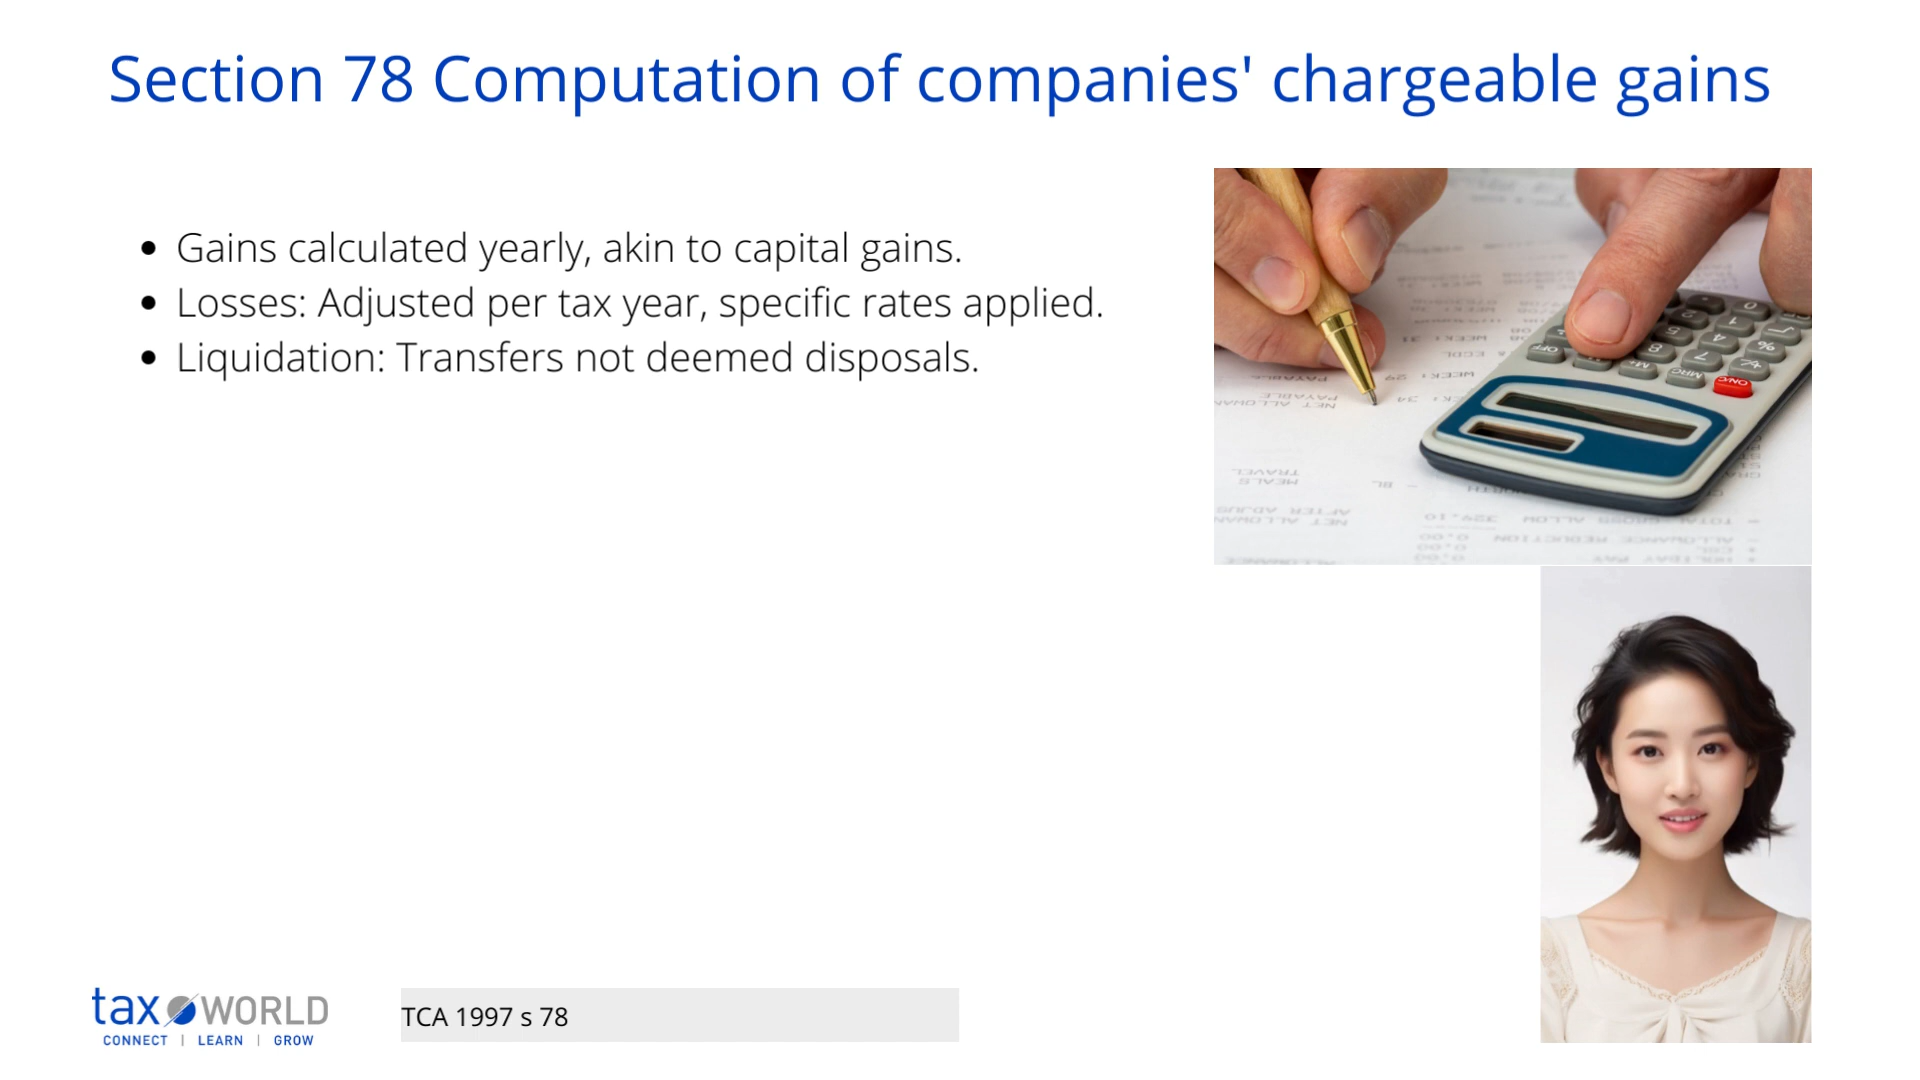 Section 78 Computation of companies' chargeable gains
Gains calculated yearly, akin to capital gains.
Losses: Adjusted per tax year, specific rates applied.
Liquidation: Transfers not deemed disposals.
tax WORLD
CONNECT | LEARN | GROW
TCA 1997 s 78